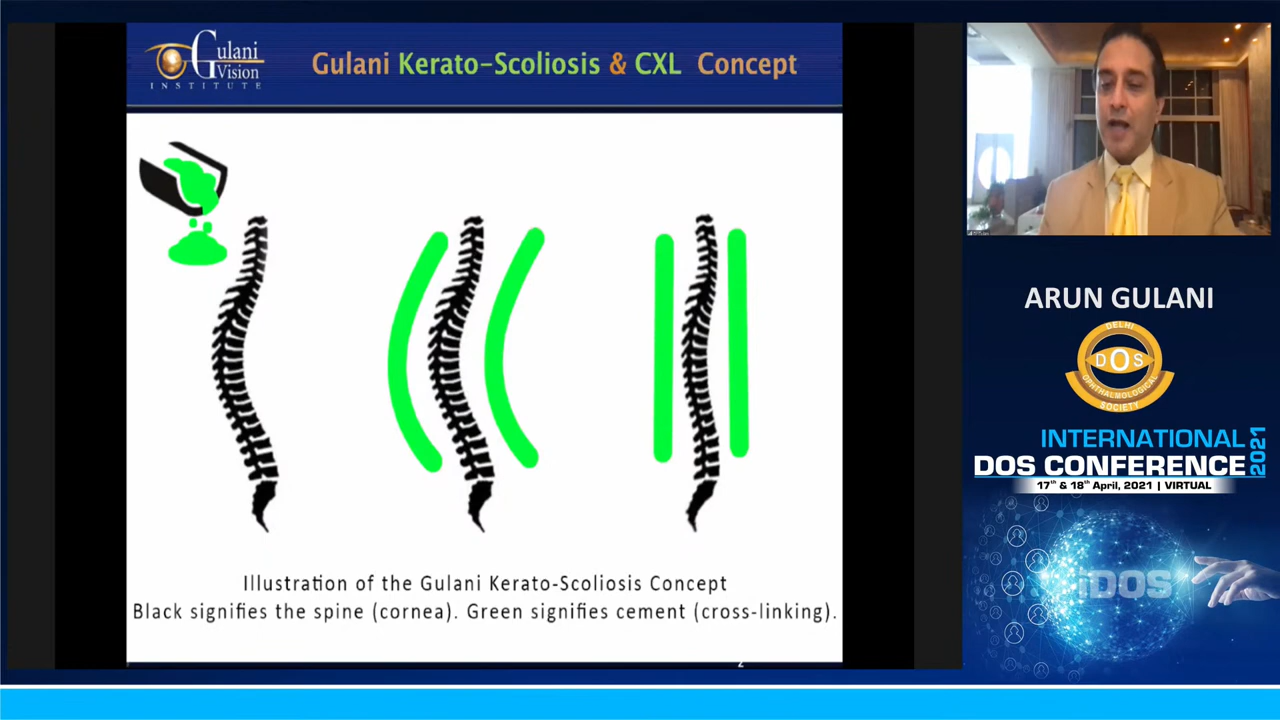 Gulani
Vision
INSTITUTE
Gulani Kerato-Scoliosis & CXL Concept
Illustration of the Gulani Kerato-Scoliosis Concept
Black signifies the spine (cornea). Green signifies cement (cross-linking).
2
ARUN GULANI
DELHI
DOS
OPHTHALMOLOGICAL
SOCIETY
INTERNATIONAL
DOS CONFERENCE
2021
17th & 18th April, 2021 | VIRTUAL
iDOS